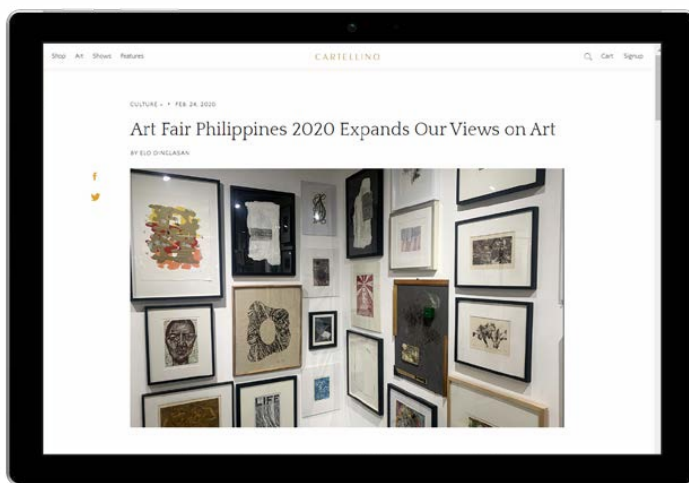 Shop Art Shows Features CARTELLINO Cart Signup
CULTURE + • FEB. 24, 2020
Art Fair Philippines 2020 Expands Our Views on Art
BY ELO DINGLASAN
LIFE